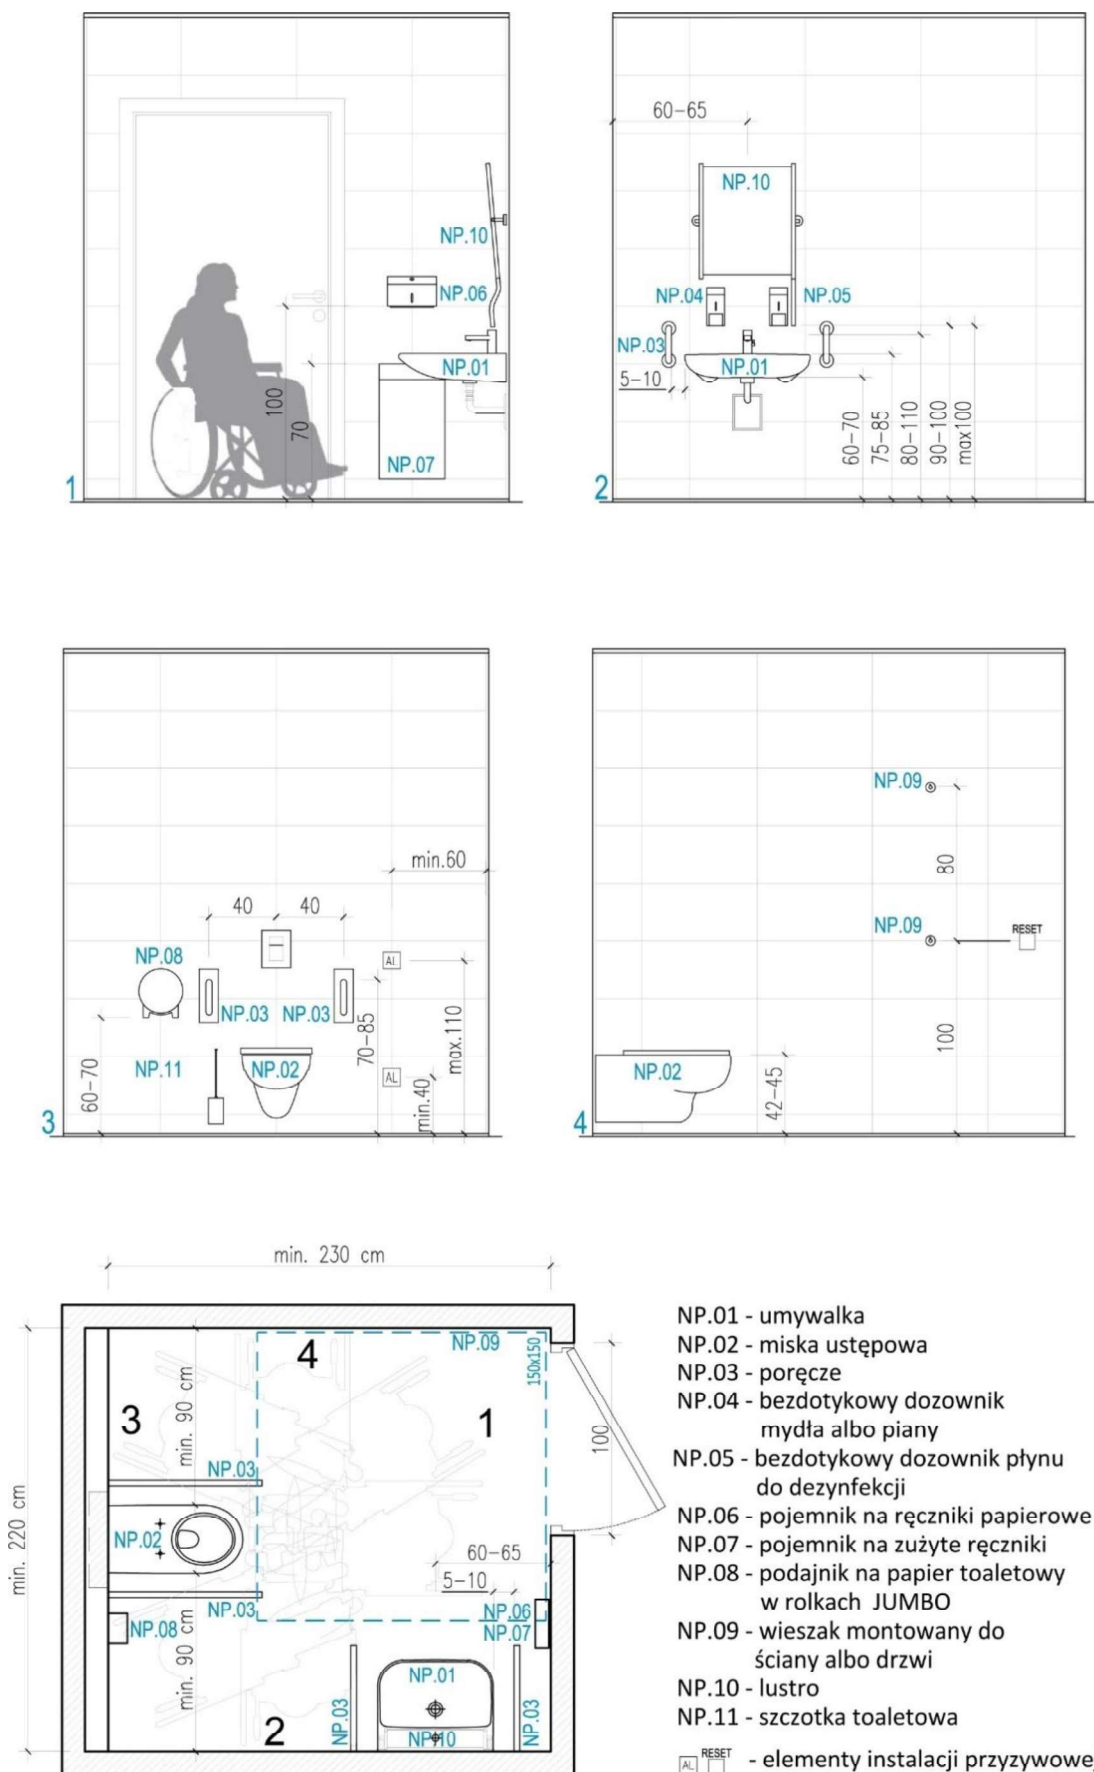 60-65
NP.10
NP.10
NP.06
NP.04
NP.05
NP.03
NP.01
NP.01
5-10
100
70
NP.07
60-70
75-85
80-110
90-100
max100
1
2
min.60
40
40
NP.09
80
NP.08
AL
NP.09
RESET
NP.03
NP.03
70-85
max.110
100
NP.11
NP.02
AL
NP.02
60-70
min.40
42-45
3
4
min. 230 cm
4
NP.09
150x150
3
min. 90 cm
1
100
NP.03
NP.02
min. 220 cm
60-65
5-10
NP.03
NP.06
NP.08
NP.07
min. 90 cm
NP.01
NP.03
NP.03
2
NP.10
NP.01 - umywalka
NP.02 - miska ustępowa
NP.03 - poręcze
NP.04 - bezdotykowy dozownik
mydła albo piany
NP.05 - bezdotykowy dozownik płynu
do dezynfekcji
NP.06 - pojemnik na ręczniki papierowe
NP.07 - pojemnik na zużyte ręczniki
NP.08 - podajnik na papier toaletowy
w rolkach JUMBO
NP.09 - wieszak montowany do
ściany albo drzwi
NP.10 - lustro
NP.11 - szczotka toaletowa
AL RESET - elementy instalacji przyzywowej